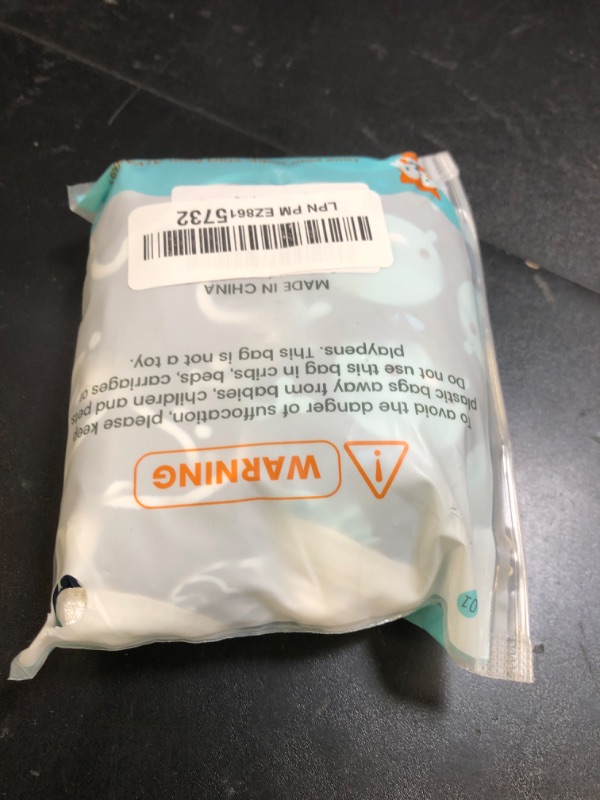 WARNING
To avoid the danger of suffocation, please keep
plastic bags away from babies, children and pets
Do not use this bag in cribs, beds, carriages or
playpens. This bag is not a toy.
MADE IN CHINA
LPN PM EZ8615732
01